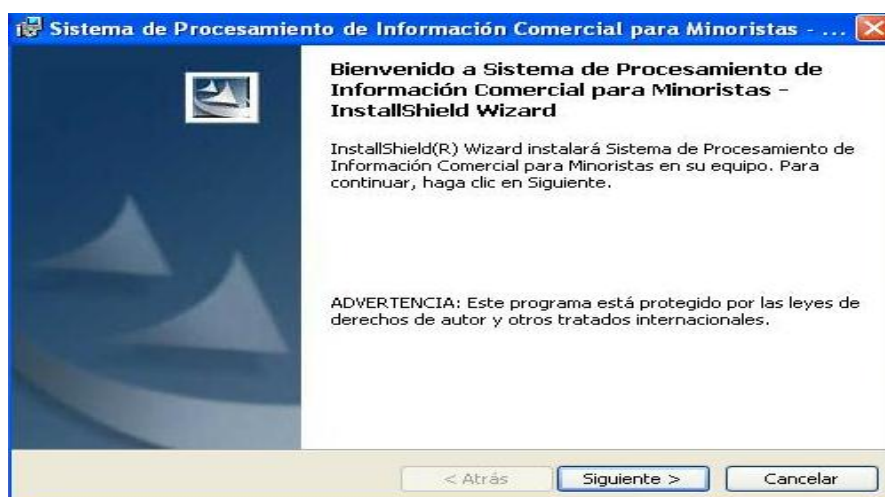 Sistema de Procesamiento de Información Comercial para Minoristas - ...
Bienvenido a Sistema de Procesamiento de
Información Comercial para Minoristas -
InstallShield Wizard
InstallShield(R) Wizard instalará Sistema de Procesamiento de
Información Comercial para Minoristas en su equipo. Para
continuar, haga clic en Siguiente.
ADVERTENCIA: Este programa está protegido por las leyes de
derechos de autor y otros tratados internacionales.
< Atrás Siguiente > Cancelar